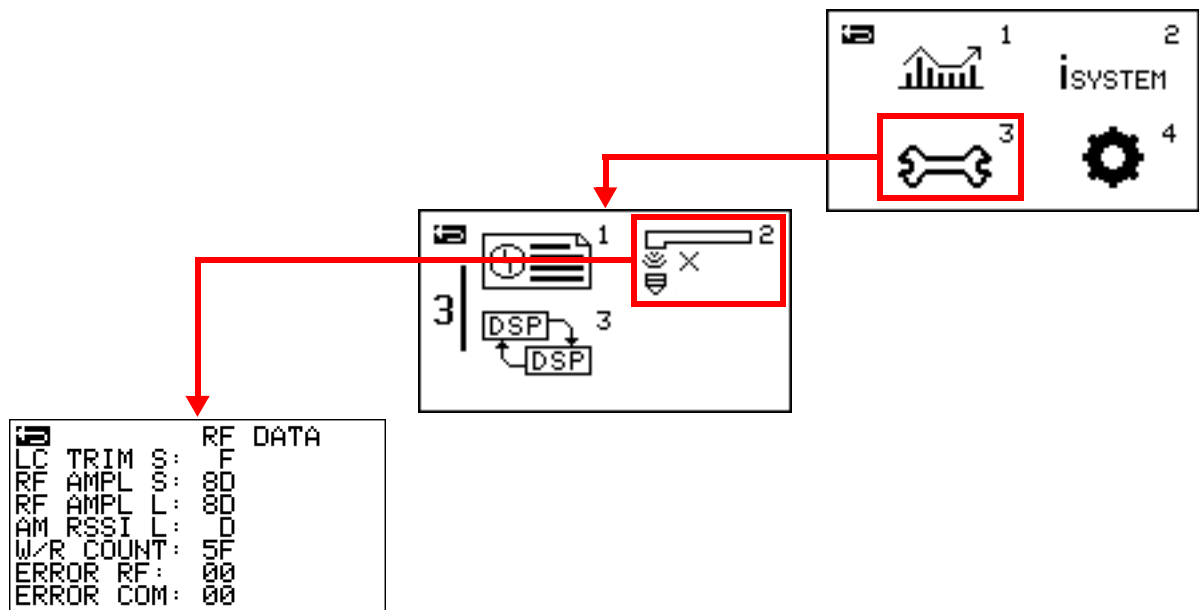 1
2
iSYSTEM
3
4
1
2
3
3
DSP
DSP
RF DATA
LC TRIM S: F
RF AMPL S: 8D
RF AMPL L: 8D
AM RSSI L: D
W/R COUNT: 5F
ERROR RF: 00
ERROR COM: 00